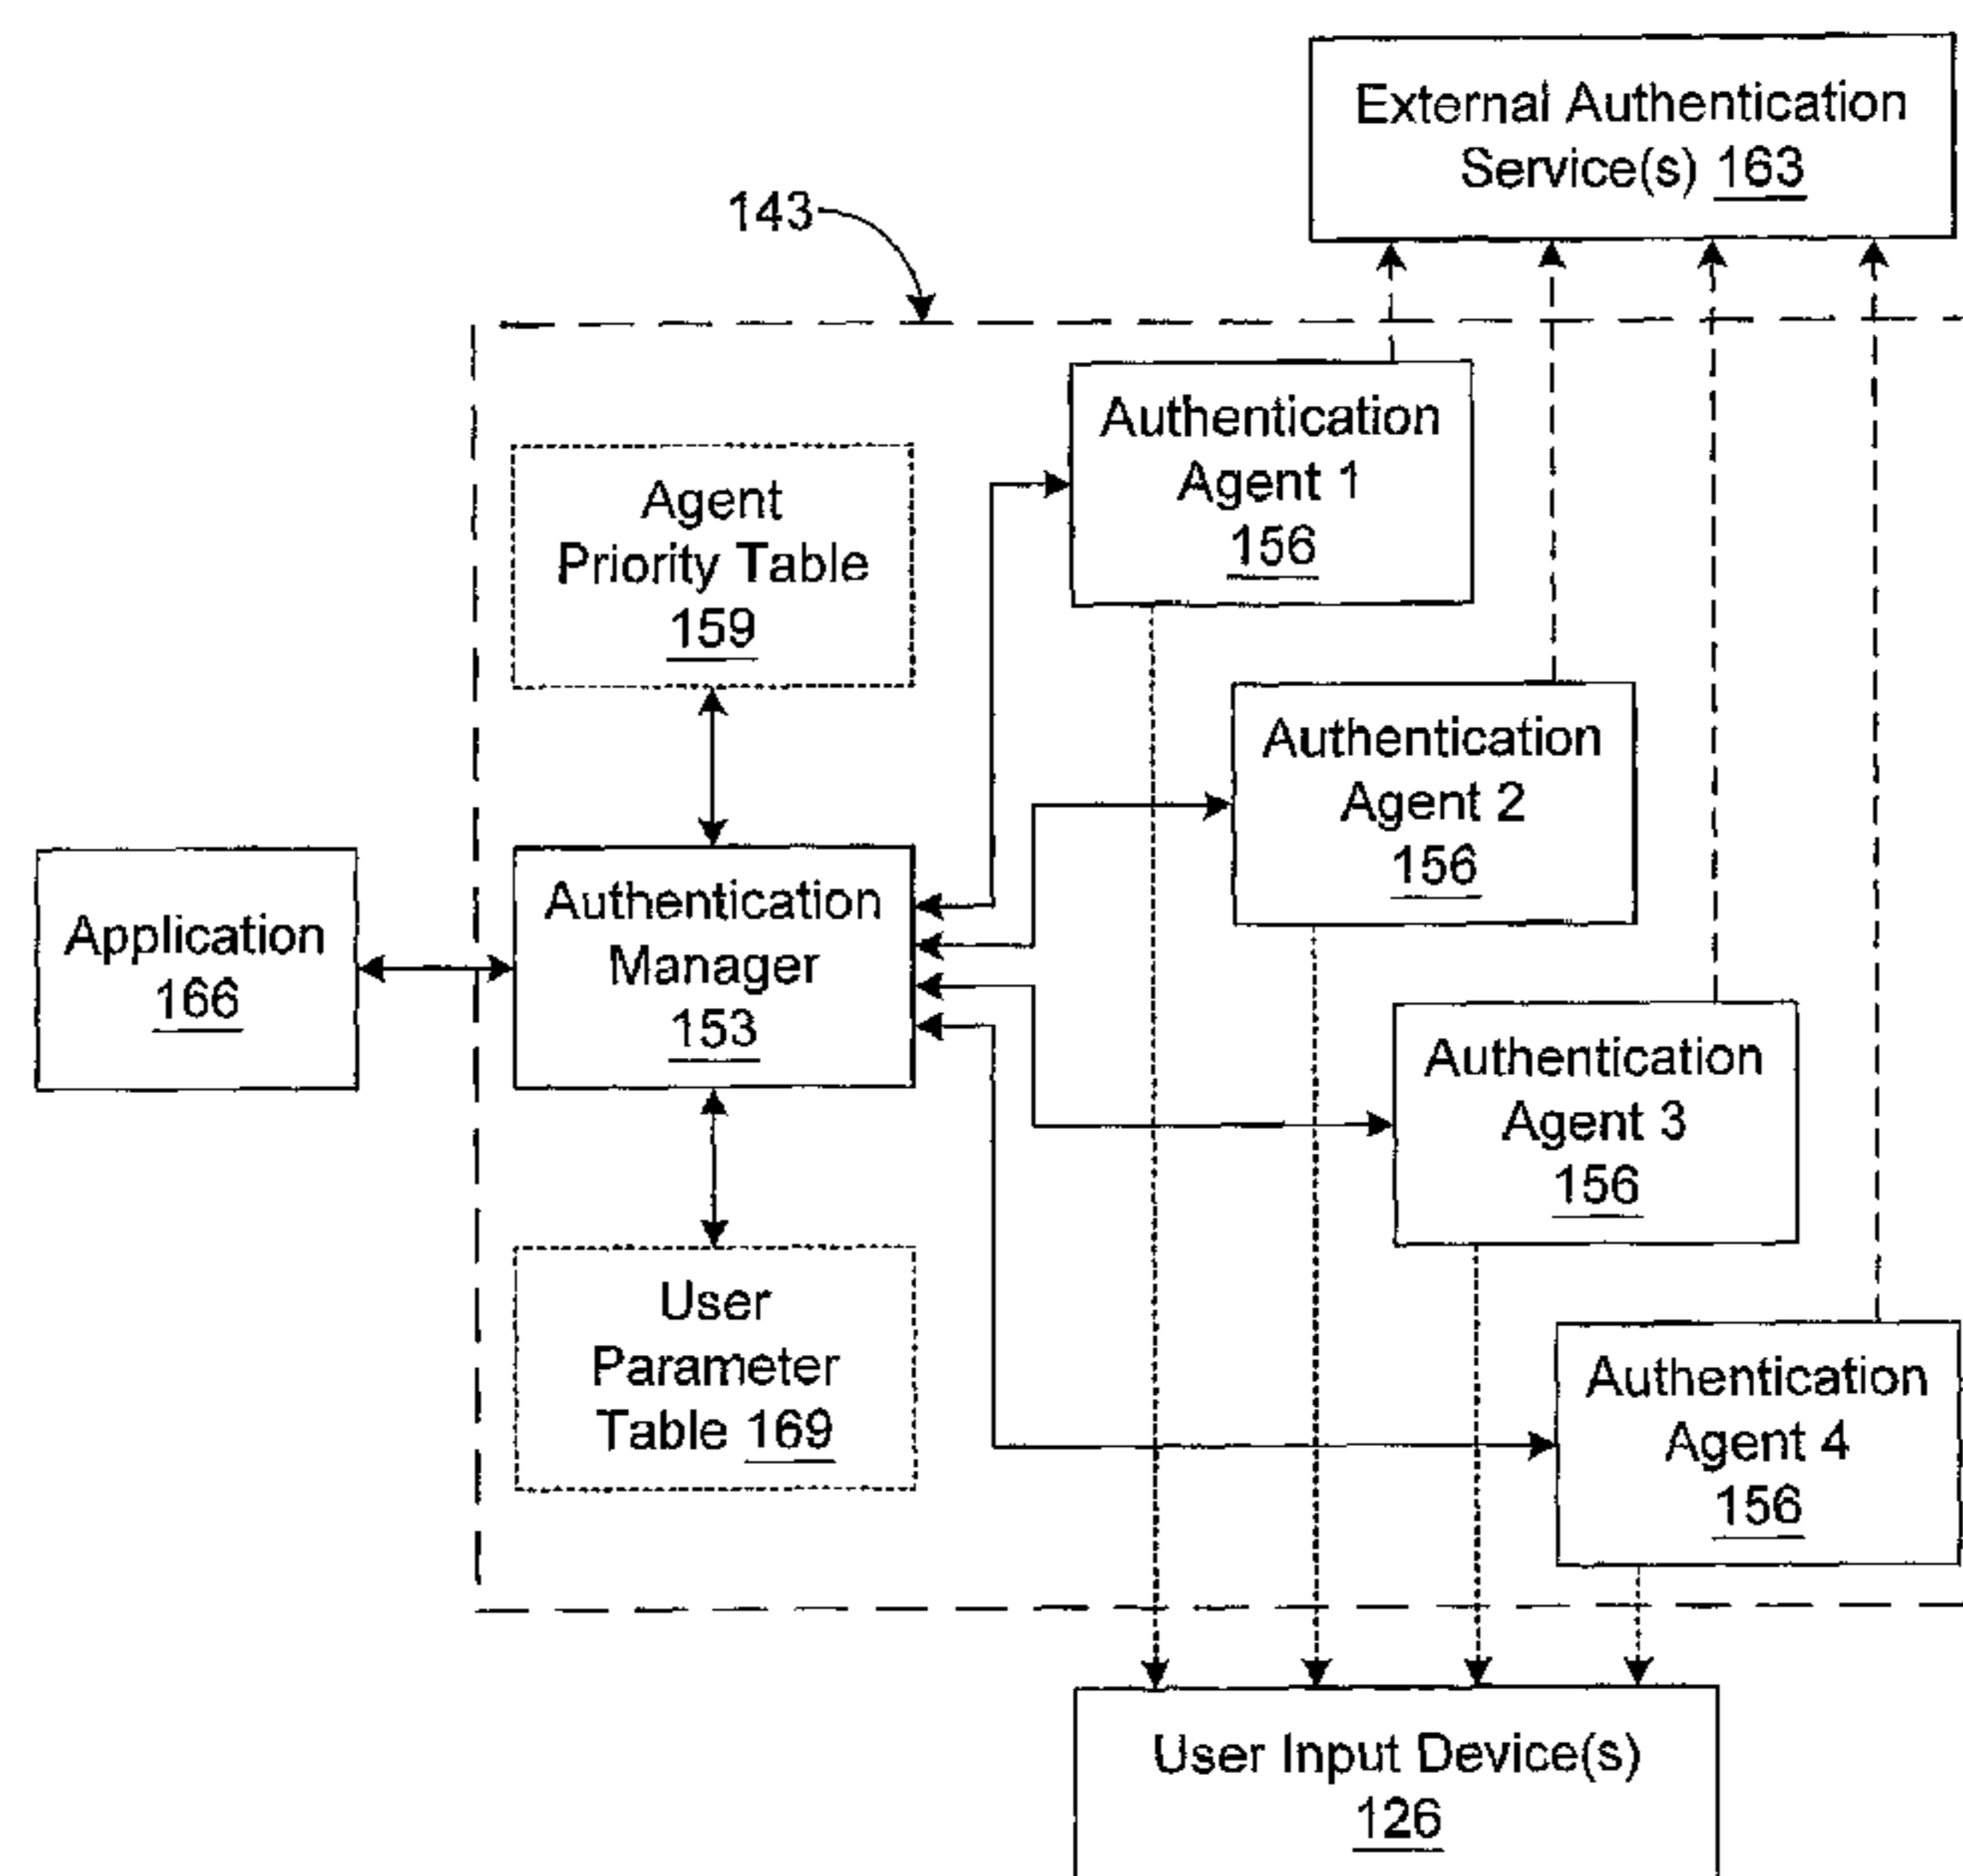 External Authentication
Service(s) 163
143
Authentication
Agent 1
156
Agent
Priority Table
159
Authentication
Agent 2
156
Application
166
Authentication
Manager
153
Authentication
Agent 3
156
User
Parameter
Table 169
Authentication
Agent 4
156
User Input Device(s)
126